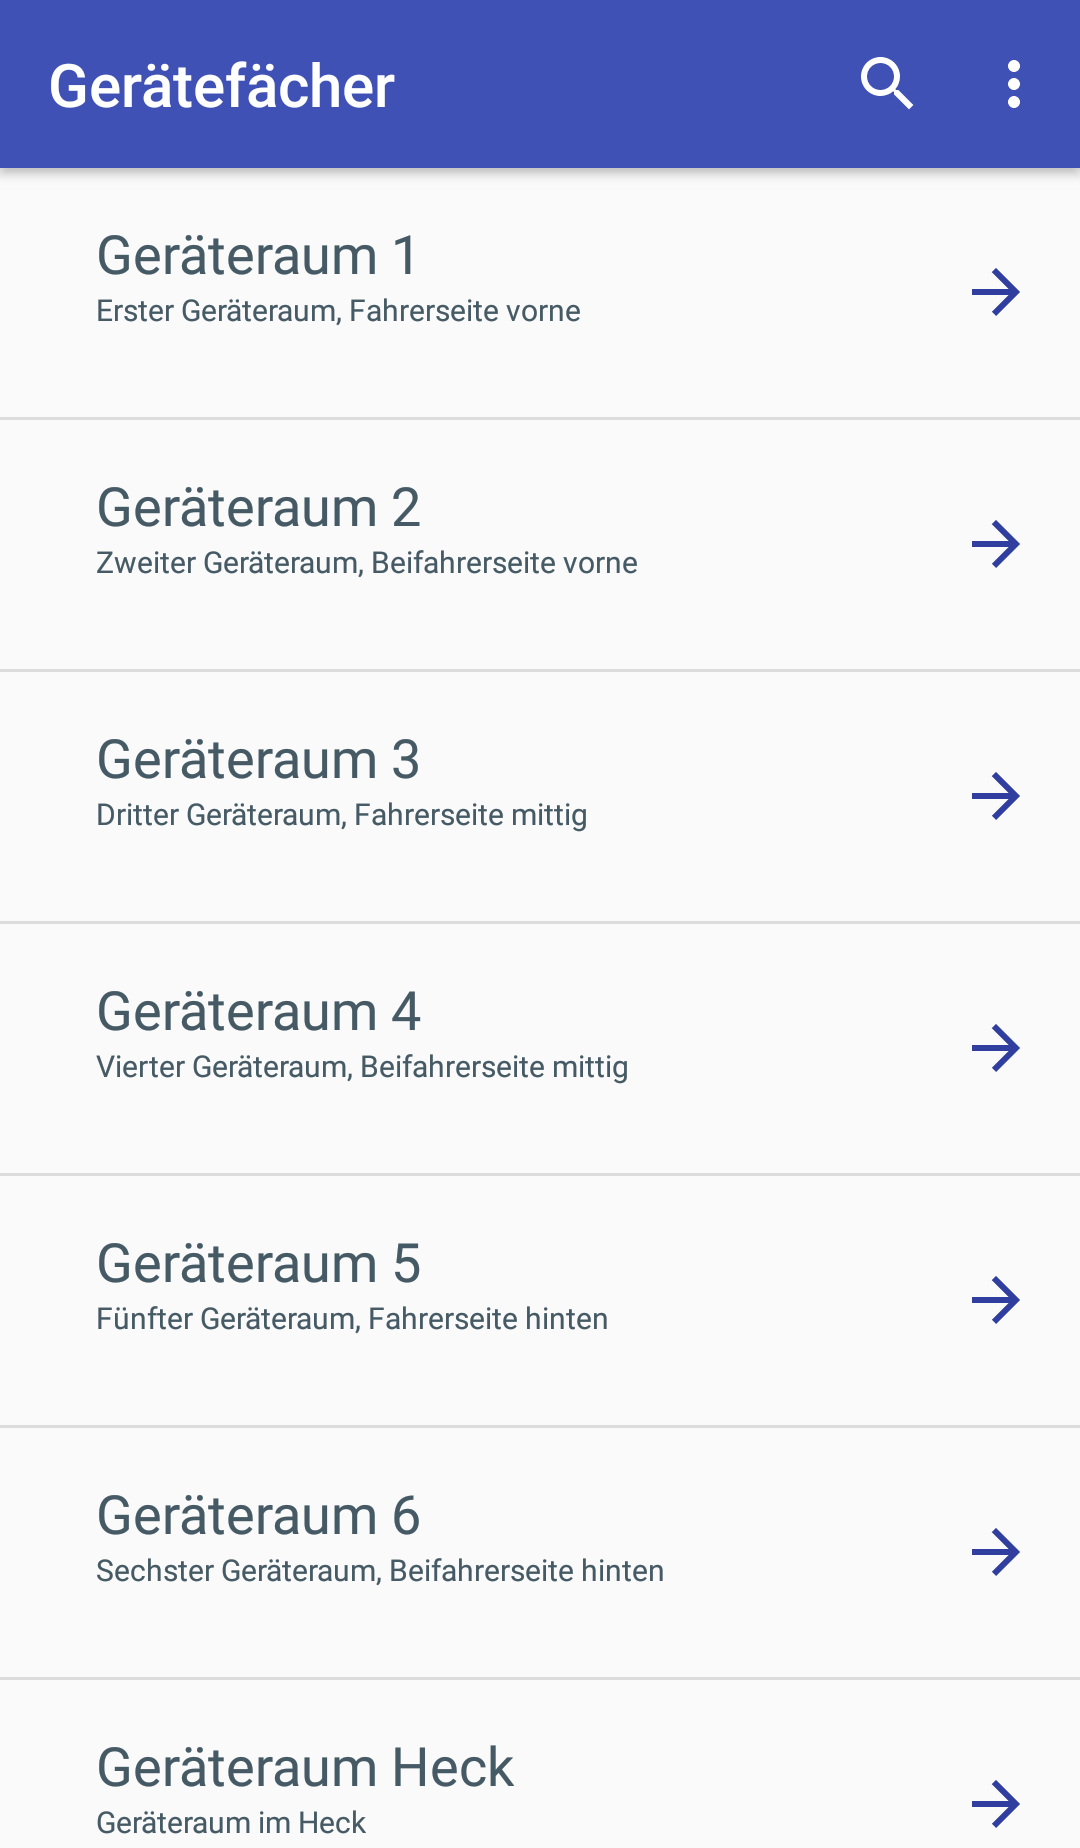 Gerätefächer
Geräteraum 1
Erster Geräteraum, Fahrerseite vorne
Geräteraum 2
Zweiter Geräteraum, Beifahrerseite vorne
Geräteraum 3
Dritter Geräteraum, Fahrerseite mittig
Geräteraum 4
Vierter Geräteraum, Beifahrerseite mittig
Geräteraum 5
Fünfter Geräteraum, Fahrerseite hinten
Geräteraum 6
Sechster Geräteraum, Beifahrerseite hinten
Geräteraum Heck
Geräteraum im Heck